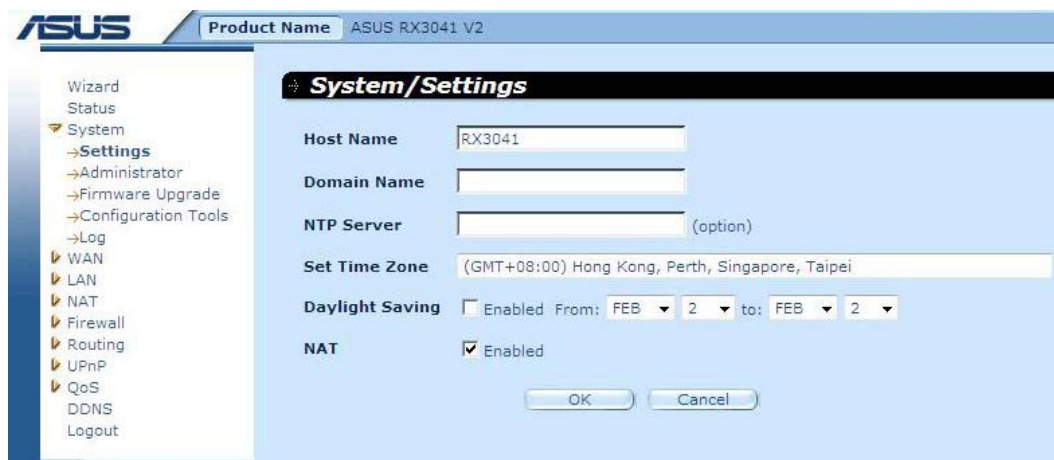 ASUS Product Name ASUS RX3041 V2
Wizard
Status
System
→Settings
→Administrator
→Firmware Upgrade
→Configuration Tools
→Log
WAN
LAN
NAT
Firewall
Routing
UPnP
QoS
DDNS
Logout
System/Settings
Host Name RX3041
Domain Name
NTP Server (option)
Set Time Zone (GMT+08:00) Hong Kong, Perth, Singapore, Taipei
Daylight Saving Enabled From: FEB 2 to: FEB 2
NAT Enabled
OK Cancel